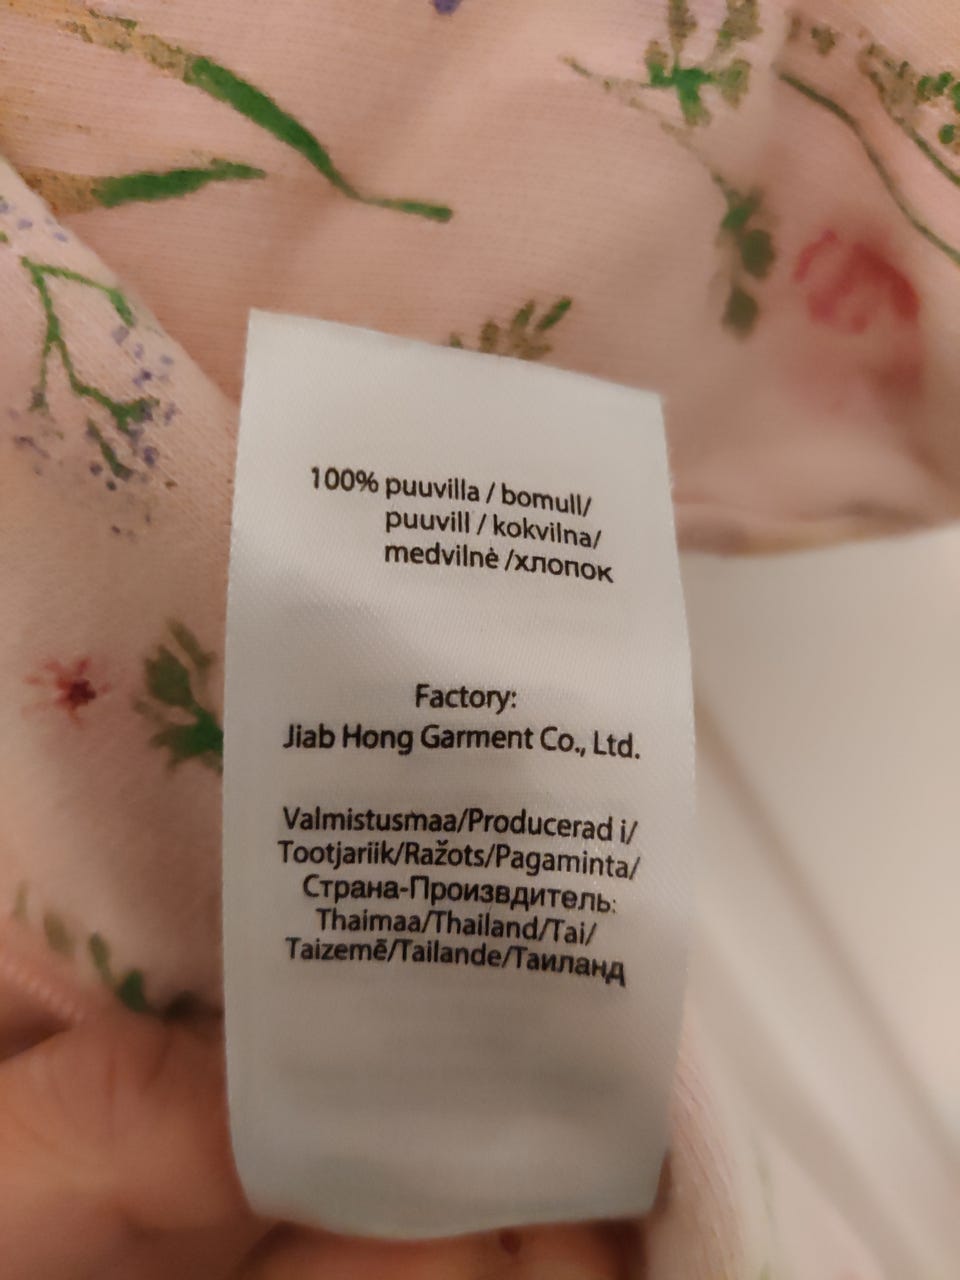 100% puuvilla / bomull/
puuvill / kokvilna/
medvilnė /хлопок
Factory:
Jiab Hong Garment Co., Ltd.
Valmistusmaa/Producerad i/
Tootjariik/Ražots/Pagaminta/
Страна-Произвдитель:
Thaimaa/Thailand/Tai/
Taizemē/Tailande/Таиланд